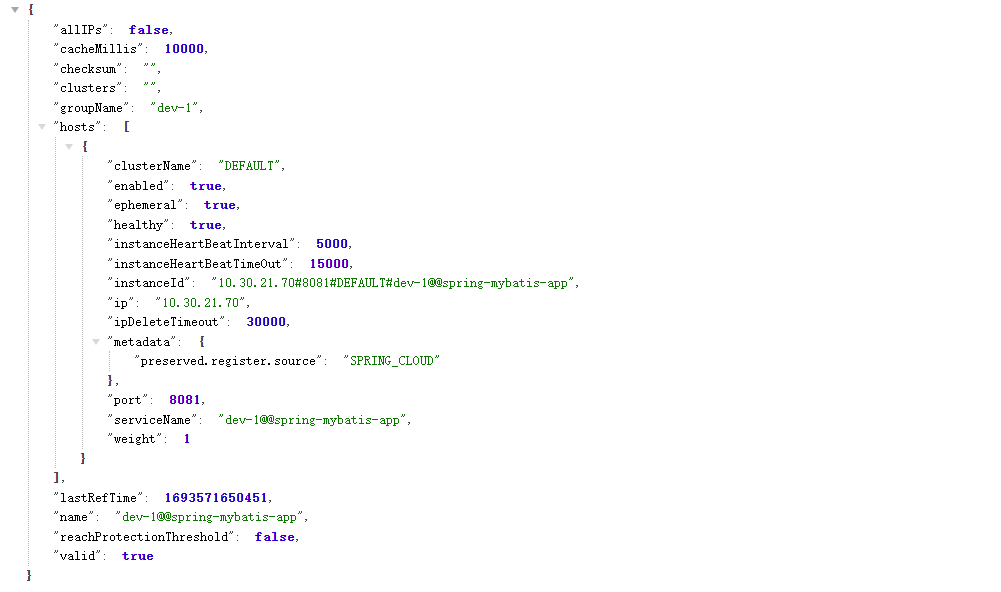 {
"allIPs": false,
"cacheMillis": 10000,
"checksum": "",
"clusters": "",
"groupName": "dev-1",
"hosts": [
{
"clusterName": "DEFAULT",
"enabled": true,
"ephemeral": true,
"healthy": true,
"instanceHeartBeatInterval": 5000,
"instanceHeartBeatTimeOut": 15000,
"instanceId": "10.30.21.70#8081#DEFAULT#dev-1@@spring-mybatis-app",
"ip": "10.30.21.70",
"ipDeleteTimeout": 30000,
"metadata": {
"preserved.register.source": "SPRING_CLOUD"
},
"port": 8081,
"serviceName": "dev-1@@spring-mybatis-app",
"weight": 1
}
],
"lastRefTime": 1693571650451,
"name": "dev-1@@spring-mybatis-app",
"reachProtectionThreshold": false,
"valid": true
}